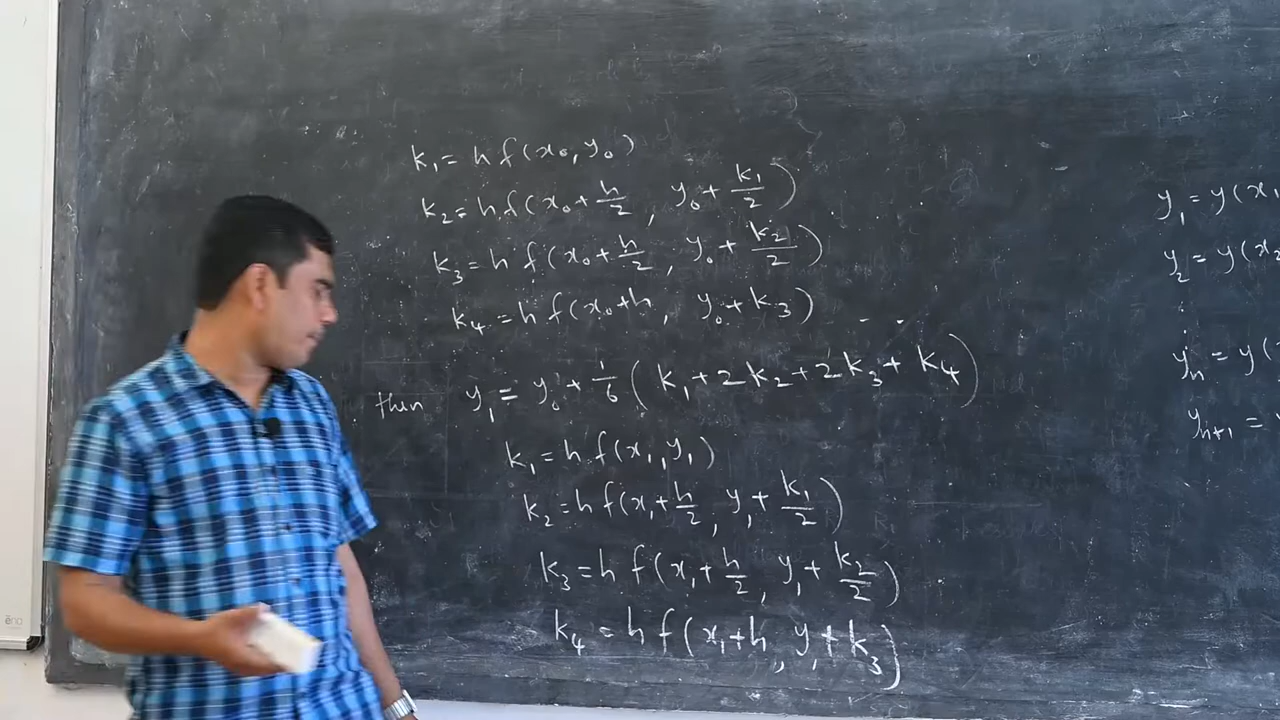 k₁ = h f(x₀, y₀)
k₂ = h f(x₀ + h/2, y₀ + k₁/2)
k₃ = h f(x₀ + h/2, y₀ + k₂/2)
k₄ = h f(x₀ + h, y₀ + k₃)
then y₁ = y₀ + 1/6 (k₁ + 2k₂ + 2k₃ + k₄)
k₁ = h f(x₁, y₁)
k₂ = h f(x₁ + h/2, y₁ + k₁/2)
k₃ = h f(x₁ + h/2, y₁ + k₂/2)
k₄ = h f(x₁ + h, y₁ + k₃)
y₁ = y(x₁
y₂ = y(x₂
⋮
yₙ = y(
yₙ₊₁ =